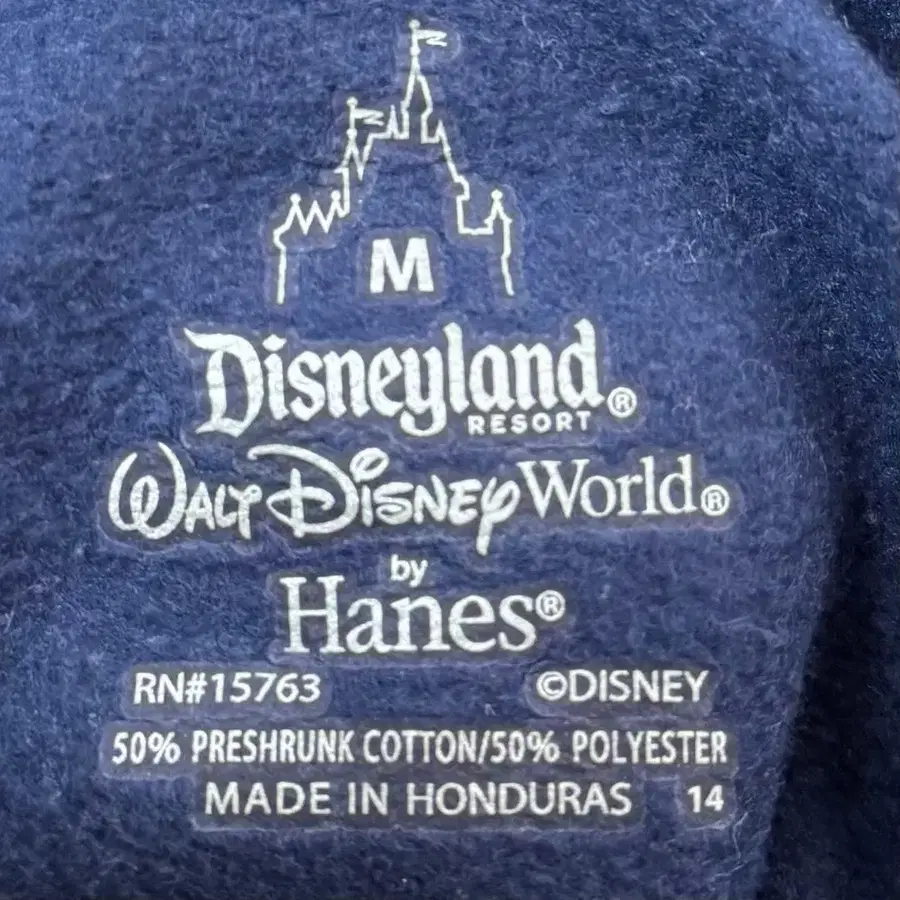 M
Disneyland®
RESORT
WALT DISNEY World®
by
Hanes®
RN#15763 ©DISNEY
50% PRESHRUNK COTTON/50% POLYESTER
MADE IN HONDURAS 14